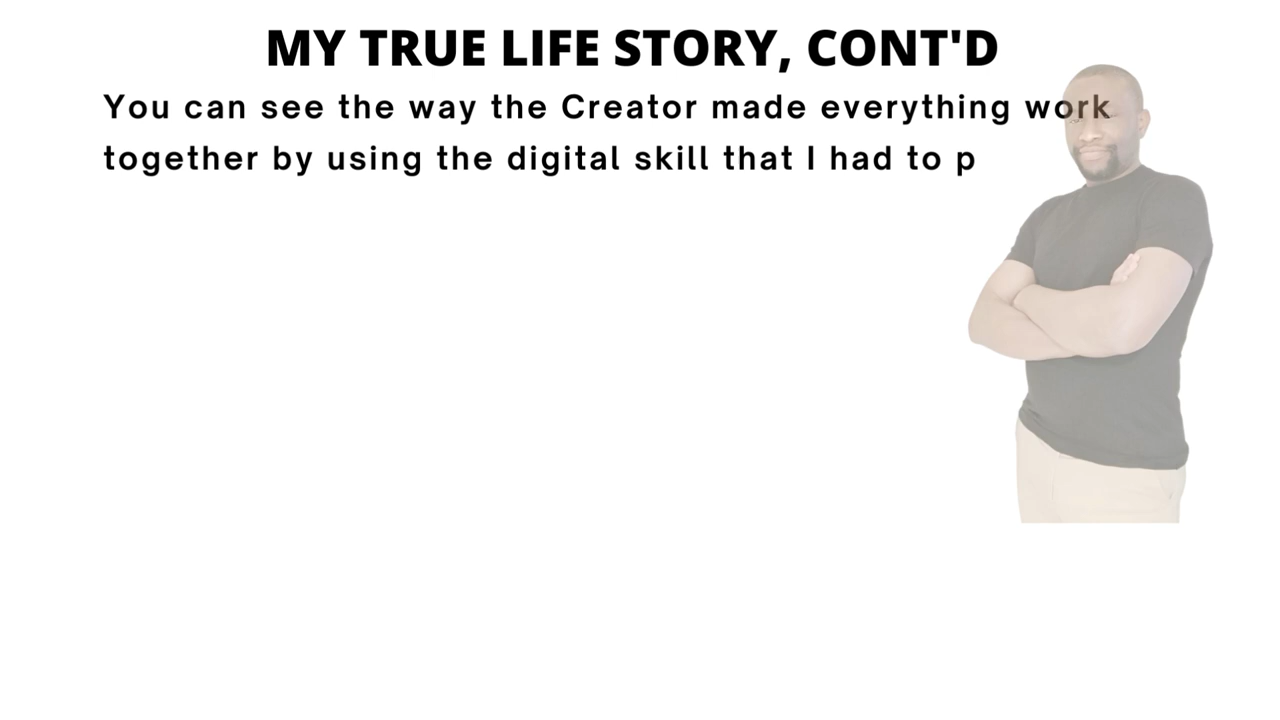 MY TRUE LIFE STORY, CONT'D
You can see the way the Creator made everything work
together by using the digital skill that I had to p